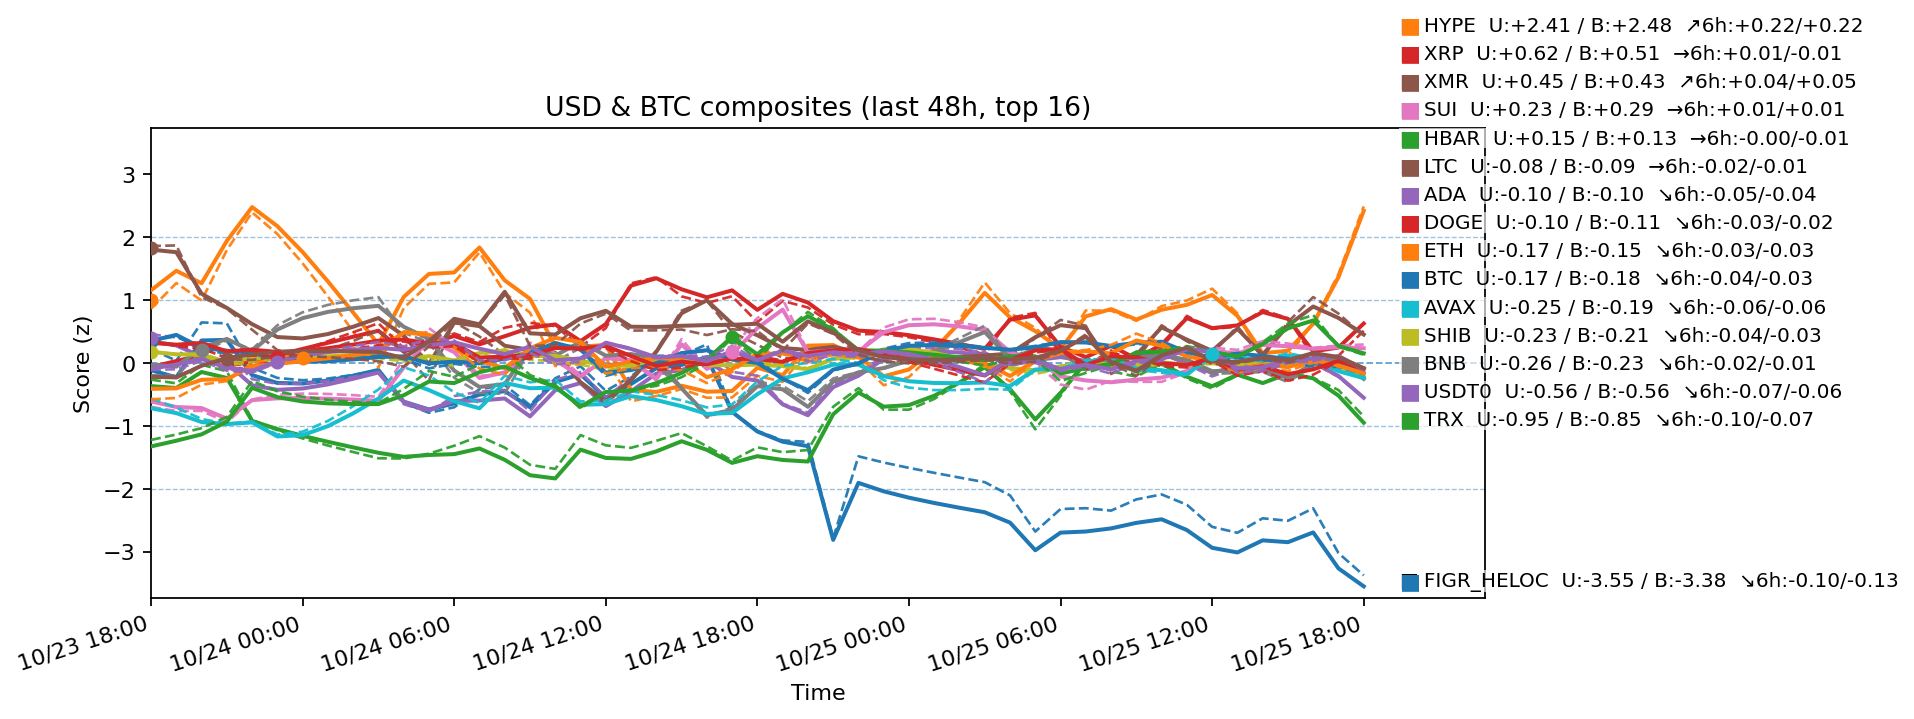 USD & BTC composites (last 48h, top 16)
HYPE U:+2.41 / B:+2.48 ↗6h:+0.22/+0.22
XRP U:+0.62 / B:+0.51 →6h:+0.01/-0.01
XMR U:+0.45 / B:+0.43 ↗6h:+0.04/+0.05
SUI U:+0.23 / B:+0.29 →6h:+0.01/+0.01
HBAR U:+0.15 / B:+0.13 →6h:-0.00/-0.01
LTC U:-0.08 / B:-0.09 →6h:-0.02/-0.01
ADA U:-0.10 / B:-0.10 ↘6h:-0.05/-0.04
DOGE U:-0.10 / B:-0.11 ↘6h:-0.03/-0.02
ETH U:-0.17 / B:-0.15 ↘6h:-0.03/-0.03
BTC U:-0.17 / B:-0.18 ↘6h:-0.04/-0.03
AVAX U:-0.25 / B:-0.19 ↘6h:-0.06/-0.06
SHIB U:-0.23 / B:-0.21 ↘6h:-0.04/-0.03
BNB U:-0.26 / B:-0.23 ↘6h:-0.02/-0.01
USDT0 U:-0.56 / B:-0.56 ↘6h:-0.07/-0.06
TRX U:-0.95 / B:-0.85 ↘6h:-0.10/-0.07
FIGR_HELOC U:-3.55 / B:-3.38 ↘6h:-0.10/-0.13
Score (z)
3
2
1
0
−1
−2
−3
10/23 18:00
10/24 00:00
10/24 06:00
10/24 12:00
10/24 18:00
10/25 00:00
10/25 06:00
10/25 12:00
10/25 18:00
Time